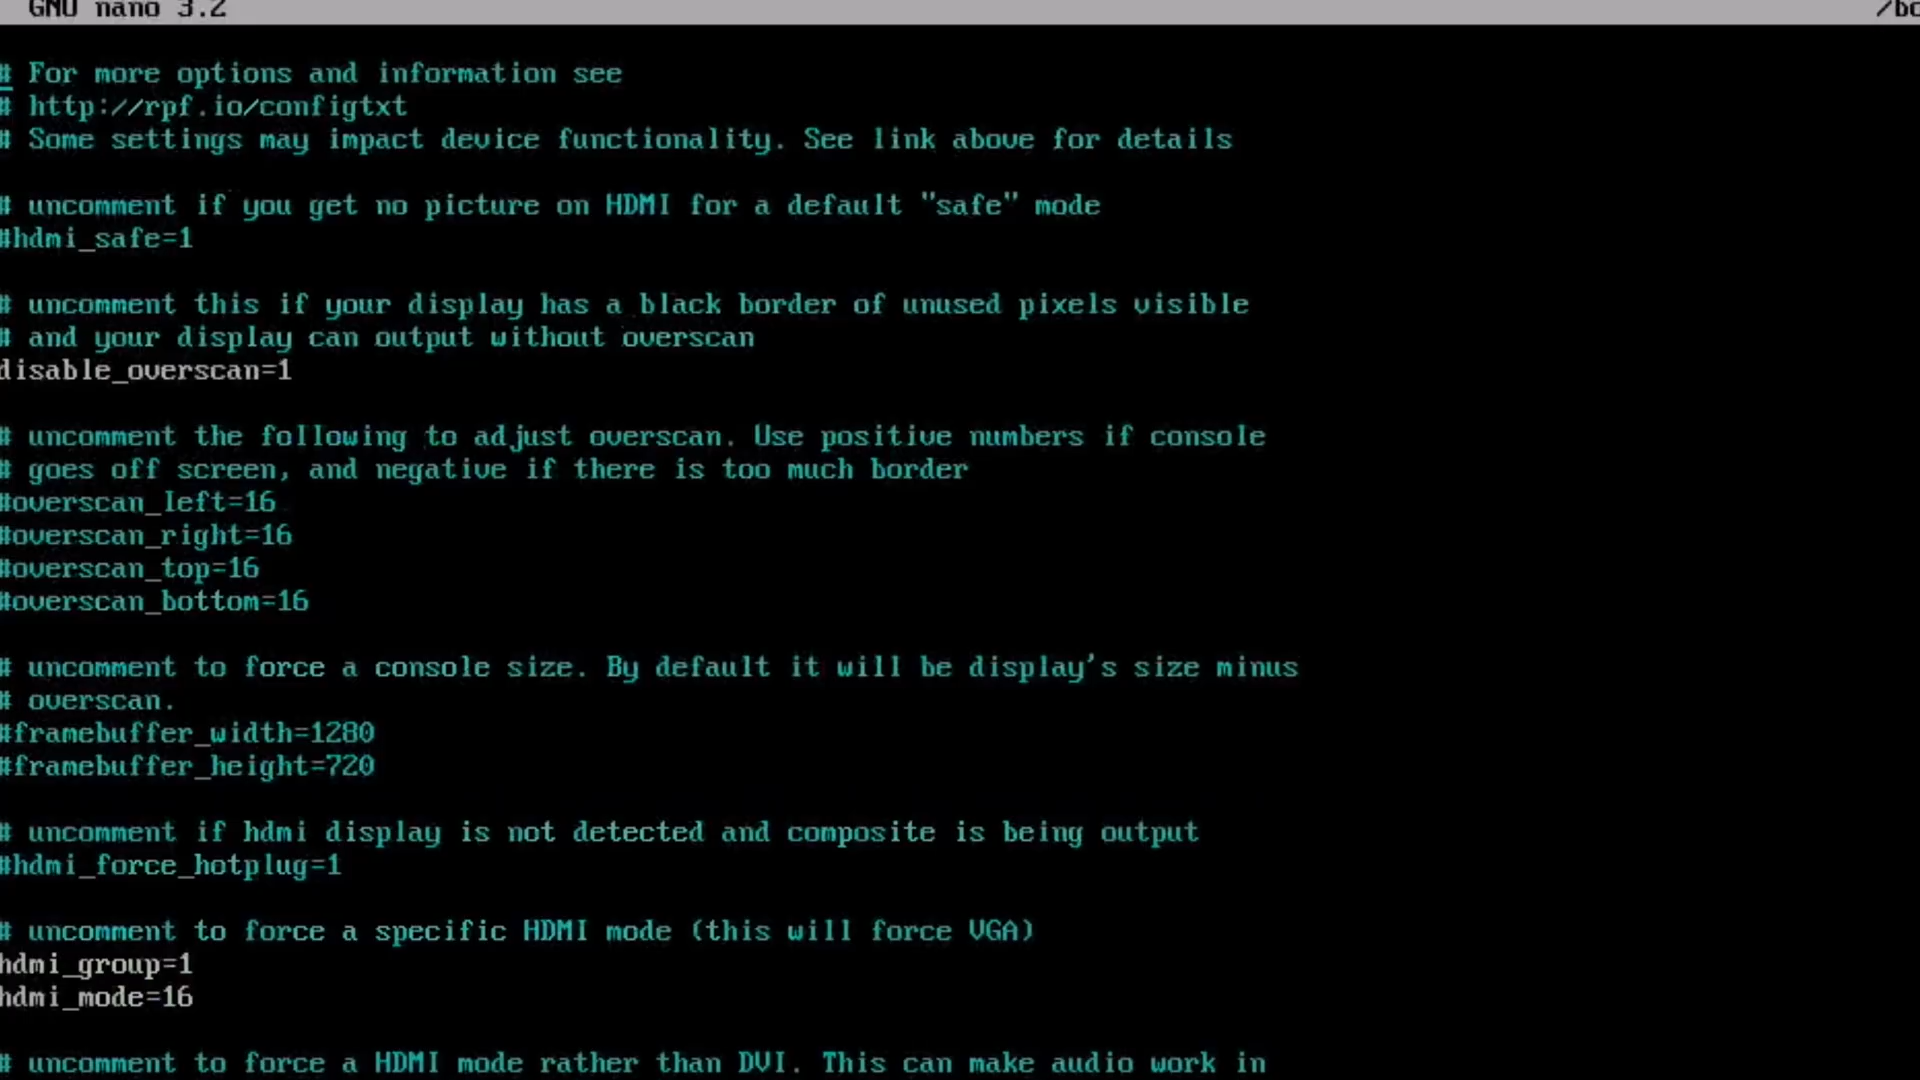 GNU nano 3.2 /bo
# For more options and information see
# http://rpf.io/configtxt
# Some settings may impact device functionality. See link above for details
# uncomment if you get no picture on HDMI for a default "safe" mode
#hdmi_safe=1
# uncomment this if your display has a black border of unused pixels visible
# and your display can output without overscan
disable_overscan=1
# uncomment the following to adjust overscan. Use positive numbers if console
# goes off screen, and negative if there is too much border
#overscan_left=16
#overscan_right=16
#overscan_top=16
#overscan_bottom=16
# uncomment to force a console size. By default it will be display's size minus
# overscan.
#framebuffer_width=1280
#framebuffer_height=720
# uncomment if hdmi display is not detected and composite is being output
#hdmi_force_hotplug=1
# uncomment to force a specific HDMI mode (this will force VGA)
hdmi_group=1
hdmi_mode=16
# uncomment to force a HDMI mode rather than DVI. This can make audio work in